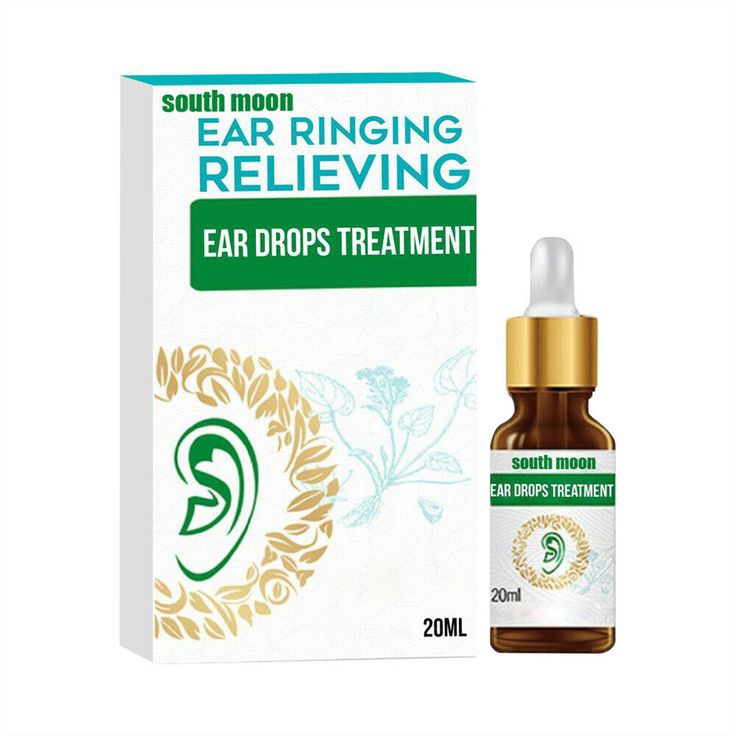 south moon
EAR RINGING
RELIEVING
EAR DROPS TREATMENT
20ML
south moon
EAR DROPS TREATMENT
20ml